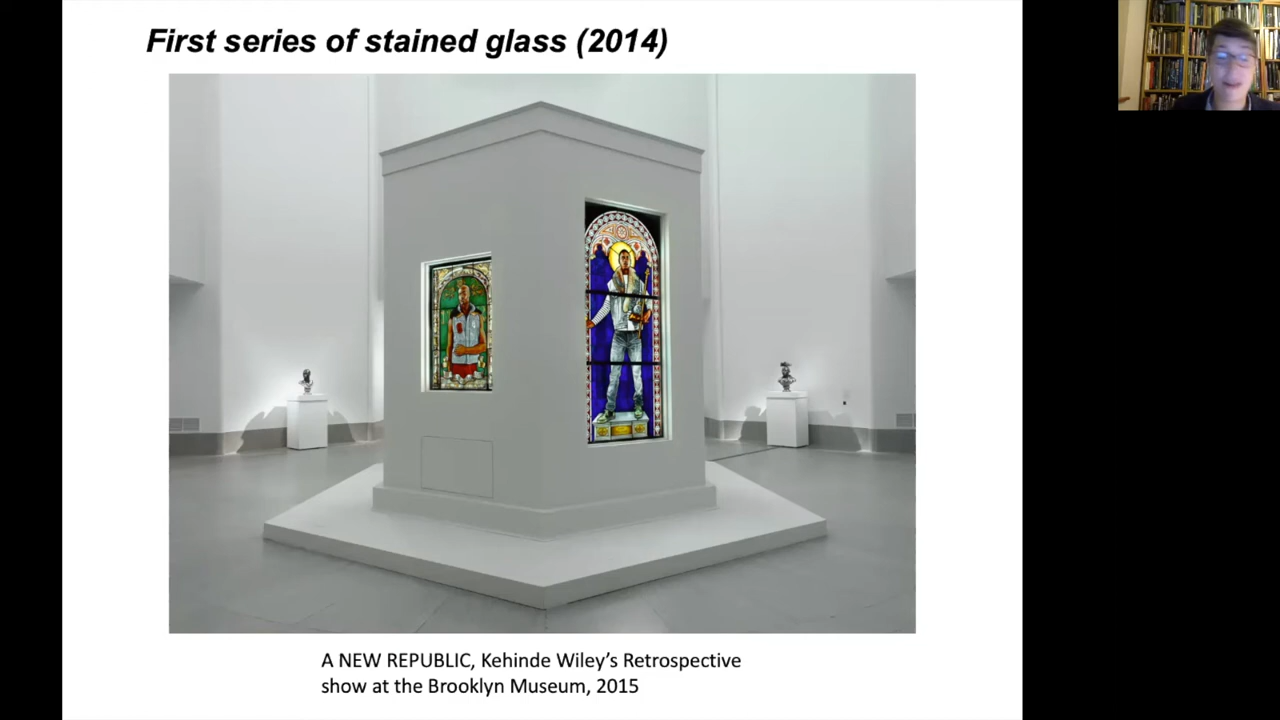 First series of stained glass (2014)
A NEW REPUBLIC, Kehinde Wiley’s Retrospective
show at the Brooklyn Museum, 2015